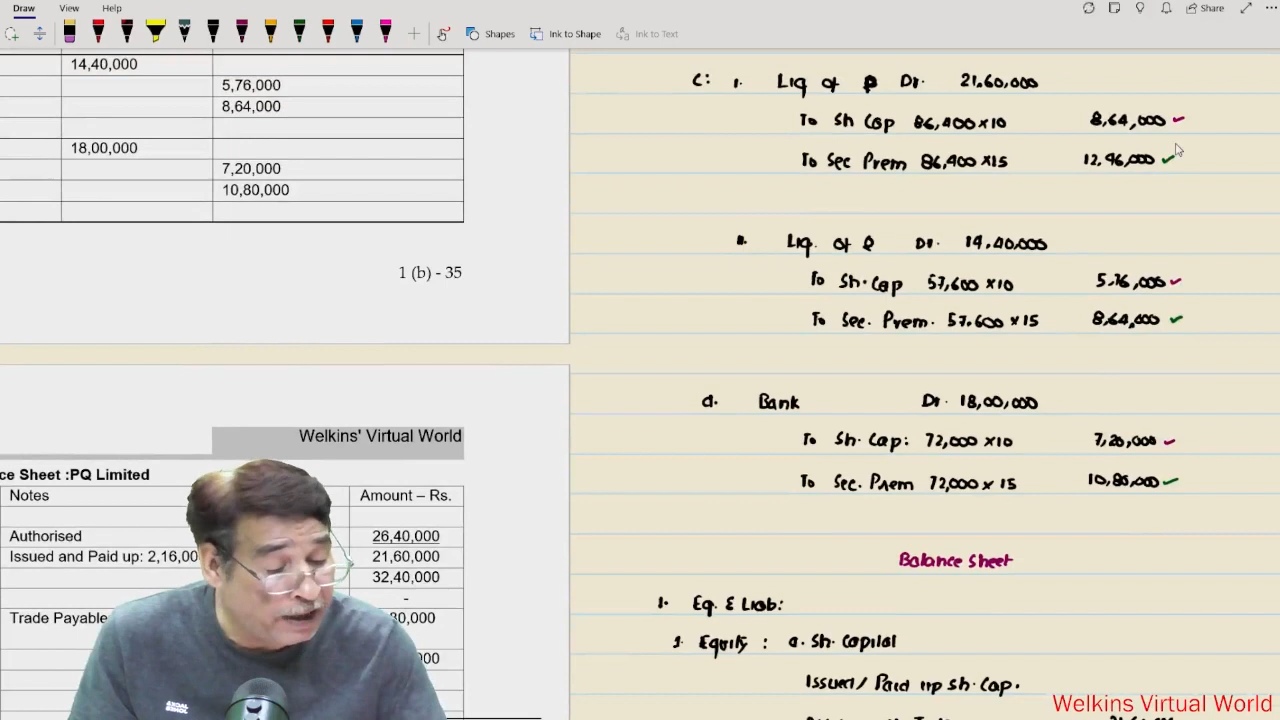 Draw View Help Share
Shapes Ink to Shape Ink to Text
14,40,000
5,76,000
8,64,000
18,00,000
7,20,000
10,80,000
1 (b) - 35
Welkins' Virtual World
ce Sheet :PQ Limited
Notes Amount – Rs.
Authorised 26,40,000
Issued and Paid up: 2,16,00 21,60,000
32,40,000
-
Trade Payable 80,000
000
C: 1. Liq of P Dr. 21,60,000
To Sh Cap 86,400×10 8,64,000
To Sec Prem 86,400×15 12,96,000
11. Liq. of Q Dr. 14,40,000
To Sh. Cap 57,600×10 5,76,000
To Sec. Prem. 57,600×15 8,64,000
d. Bank Dr. 18,00,000
To Sh. Cap: 72,000×10 7,20,000
To Sec. Prem 72,000×15 10,80,000
Balance Sheet
1. Eq. & Liab:
1. Equity : a. Sh. Capital
Issued/ Paid up Sh. Cap.
Welkins Virtual World